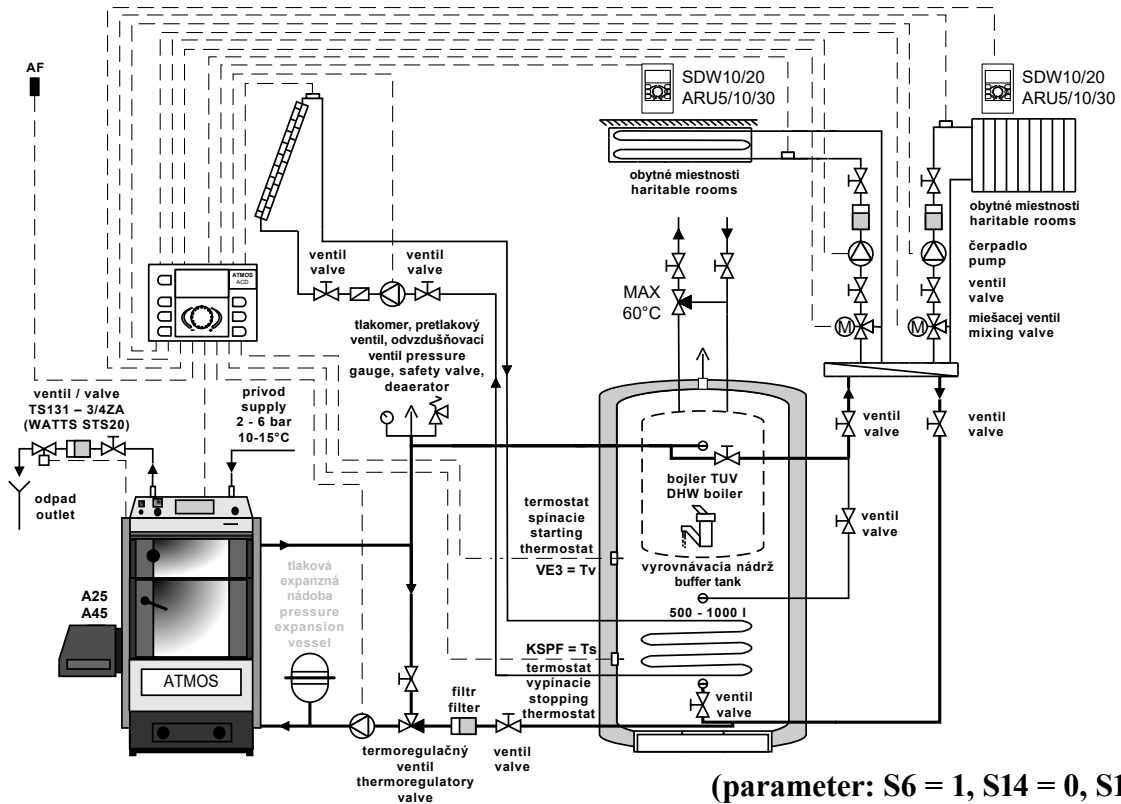 AF
SDW10/20
ARU5/10/30
SDW10/20
ARU5/10/30
obytné miestnosti
haritable rooms
obytné miestnosti
haritable rooms
ATMOS
ACD
ventil
valve
ventil
valve
MAX
60°C
čerpadlo
pump
ventil
valve
miešacej ventil
mixing valve
M
M
tlakomer, pretlakový
ventil, odvzdušňovací
ventil pressure
gauge, safety valve,
deaerator
ventil / valve
TS131 – 3/4ZA
(WATTS STS20)
prívod
supply
2 - 6 bar
10-15°C
odpad
outlet
ventil
valve
ventil
valve
bojler TUV
DHW boiler
termostat
spínacie
starting
thermostat
VE3 = Tv
ventil
valve
vyrovnávacia nádrž
buffer tank
500 - 1000 l
tlaková
expanzná
nádoba
pressure
expansion
vessel
A25
A45
ATMOS
KSPF = Ts
termostat
vypínacie
stopping
thermostat
filtr
filter
ventil
valve
termoregulačný
ventil
thermoregulatory
valve
ventil
valve
(parameter: S6 = 1, S14 = 0, S1